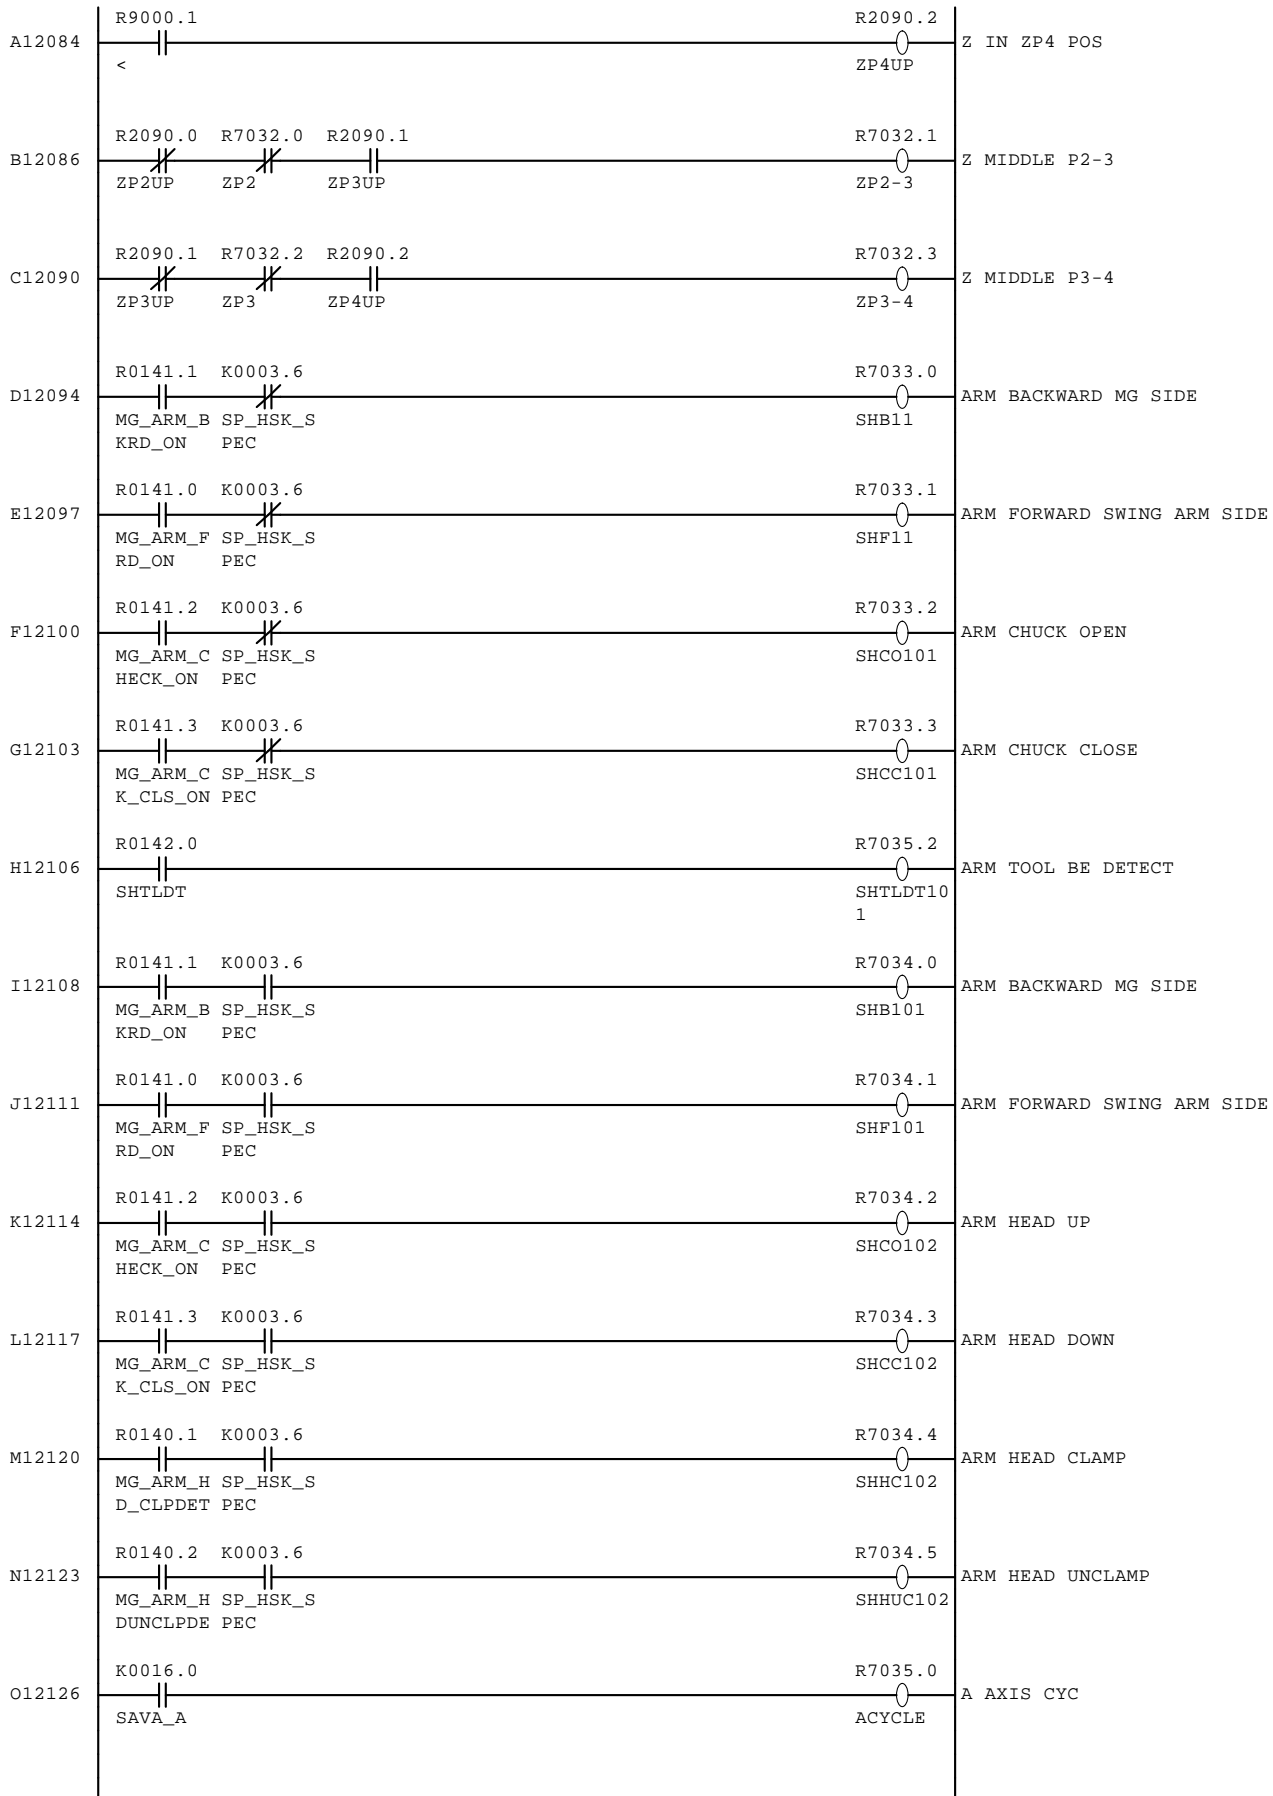 R9000.1 R2090.2
A12084 Z IN ZP4 POS
< ZP4UP
R2090.0 R7032.0 R2090.1 R7032.1
B12086 Z MIDDLE P2-3
ZP2UP ZP2 ZP3UP ZP2-3
R2090.1 R7032.2 R2090.2 R7032.3
C12090 Z MIDDLE P3-4
ZP3UP ZP3 ZP4UP ZP3-4
R0141.1 K0003.6 R7033.0
D12094 ARM BACKWARD MG SIDE
MG_ARM_B SP_HSK_S SHB11
KRD_ON PEC
R0141.0 K0003.6 R7033.1
E12097 ARM FORWARD SWING ARM SIDE
MG_ARM_F SP_HSK_S SHF11
RD_ON PEC
R0141.2 K0003.6 R7033.2
F12100 ARM CHUCK OPEN
MG_ARM_C SP_HSK_S SHCO101
HECK_ON PEC
R0141.3 K0003.6 R7033.3
G12103 ARM CHUCK CLOSE
MG_ARM_C SP_HSK_S SHCC101
K_CLS_ON PEC
R0142.0 R7035.2
H12106 ARM TOOL BE DETECT
SHTLDT SHTLDT10
1
R0141.1 K0003.6 R7034.0
I12108 ARM BACKWARD MG SIDE
MG_ARM_B SP_HSK_S SHB101
KRD_ON PEC
R0141.0 K0003.6 R7034.1
J12111 ARM FORWARD SWING ARM SIDE
MG_ARM_F SP_HSK_S SHF101
RD_ON PEC
R0141.2 K0003.6 R7034.2
K12114 ARM HEAD UP
MG_ARM_C SP_HSK_S SHCO102
HECK_ON PEC
R0141.3 K0003.6 R7034.3
L12117 ARM HEAD DOWN
MG_ARM_C SP_HSK_S SHCC102
K_CLS_ON PEC
R0140.1 K0003.6 R7034.4
M12120 ARM HEAD CLAMP
MG_ARM_H SP_HSK_S SHHC102
D_CLPDET PEC
R0140.2 K0003.6 R7034.5
N12123 ARM HEAD UNCLAMP
MG_ARM_H SP_HSK_S SHHUC102
DUNCLPDE PEC
K0016.0 R7035.0
O12126 A AXIS CYC
SAVA_A ACYCLE